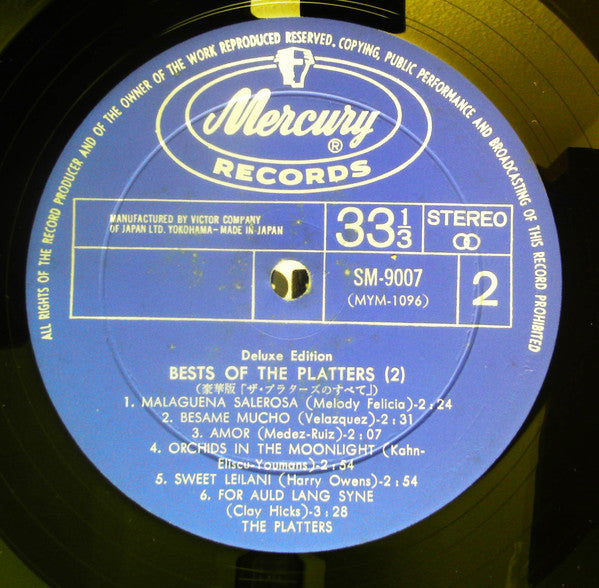 ALL RIGHTS OF THE RECORD PRODUCER AND OF THE OWNER OF THE WORK REPRODUCED RESERVED. COPYING, PUBLIC PERFORMANCE AND BROADCASTING OF THIS RECORD PROHIBITED
Mercury ®
RECORDS
MANUFACTURED BY VICTOR COMPANY
OF JAPAN LTD. YOKOHAMA - MADE IN JAPAN
33 1/3
STEREO
SM-9007
(MYM-1096)
2
Deluxe Edition
BESTS OF THE PLATTERS (2)
(豪華版「ザ・プラターズのすべて」)
1. MALAGUENA SALEROSA (Melody Felicia)-2 : 24
2. BESAME MUCHO (Velazquez)-2 : 31
3. AMOR (Medez-Ruiz)-2 : 07
4. ORCHIDS IN THE MOONLIGHT (Kahn-
Eliscu-Youmans)-2 : 54
5. SWEET LEILANI (Harry Owens)-2 : 54
6. FOR AULD LANG SYNE
(Clay Hicks)-3 : 28
THE PLATTERS